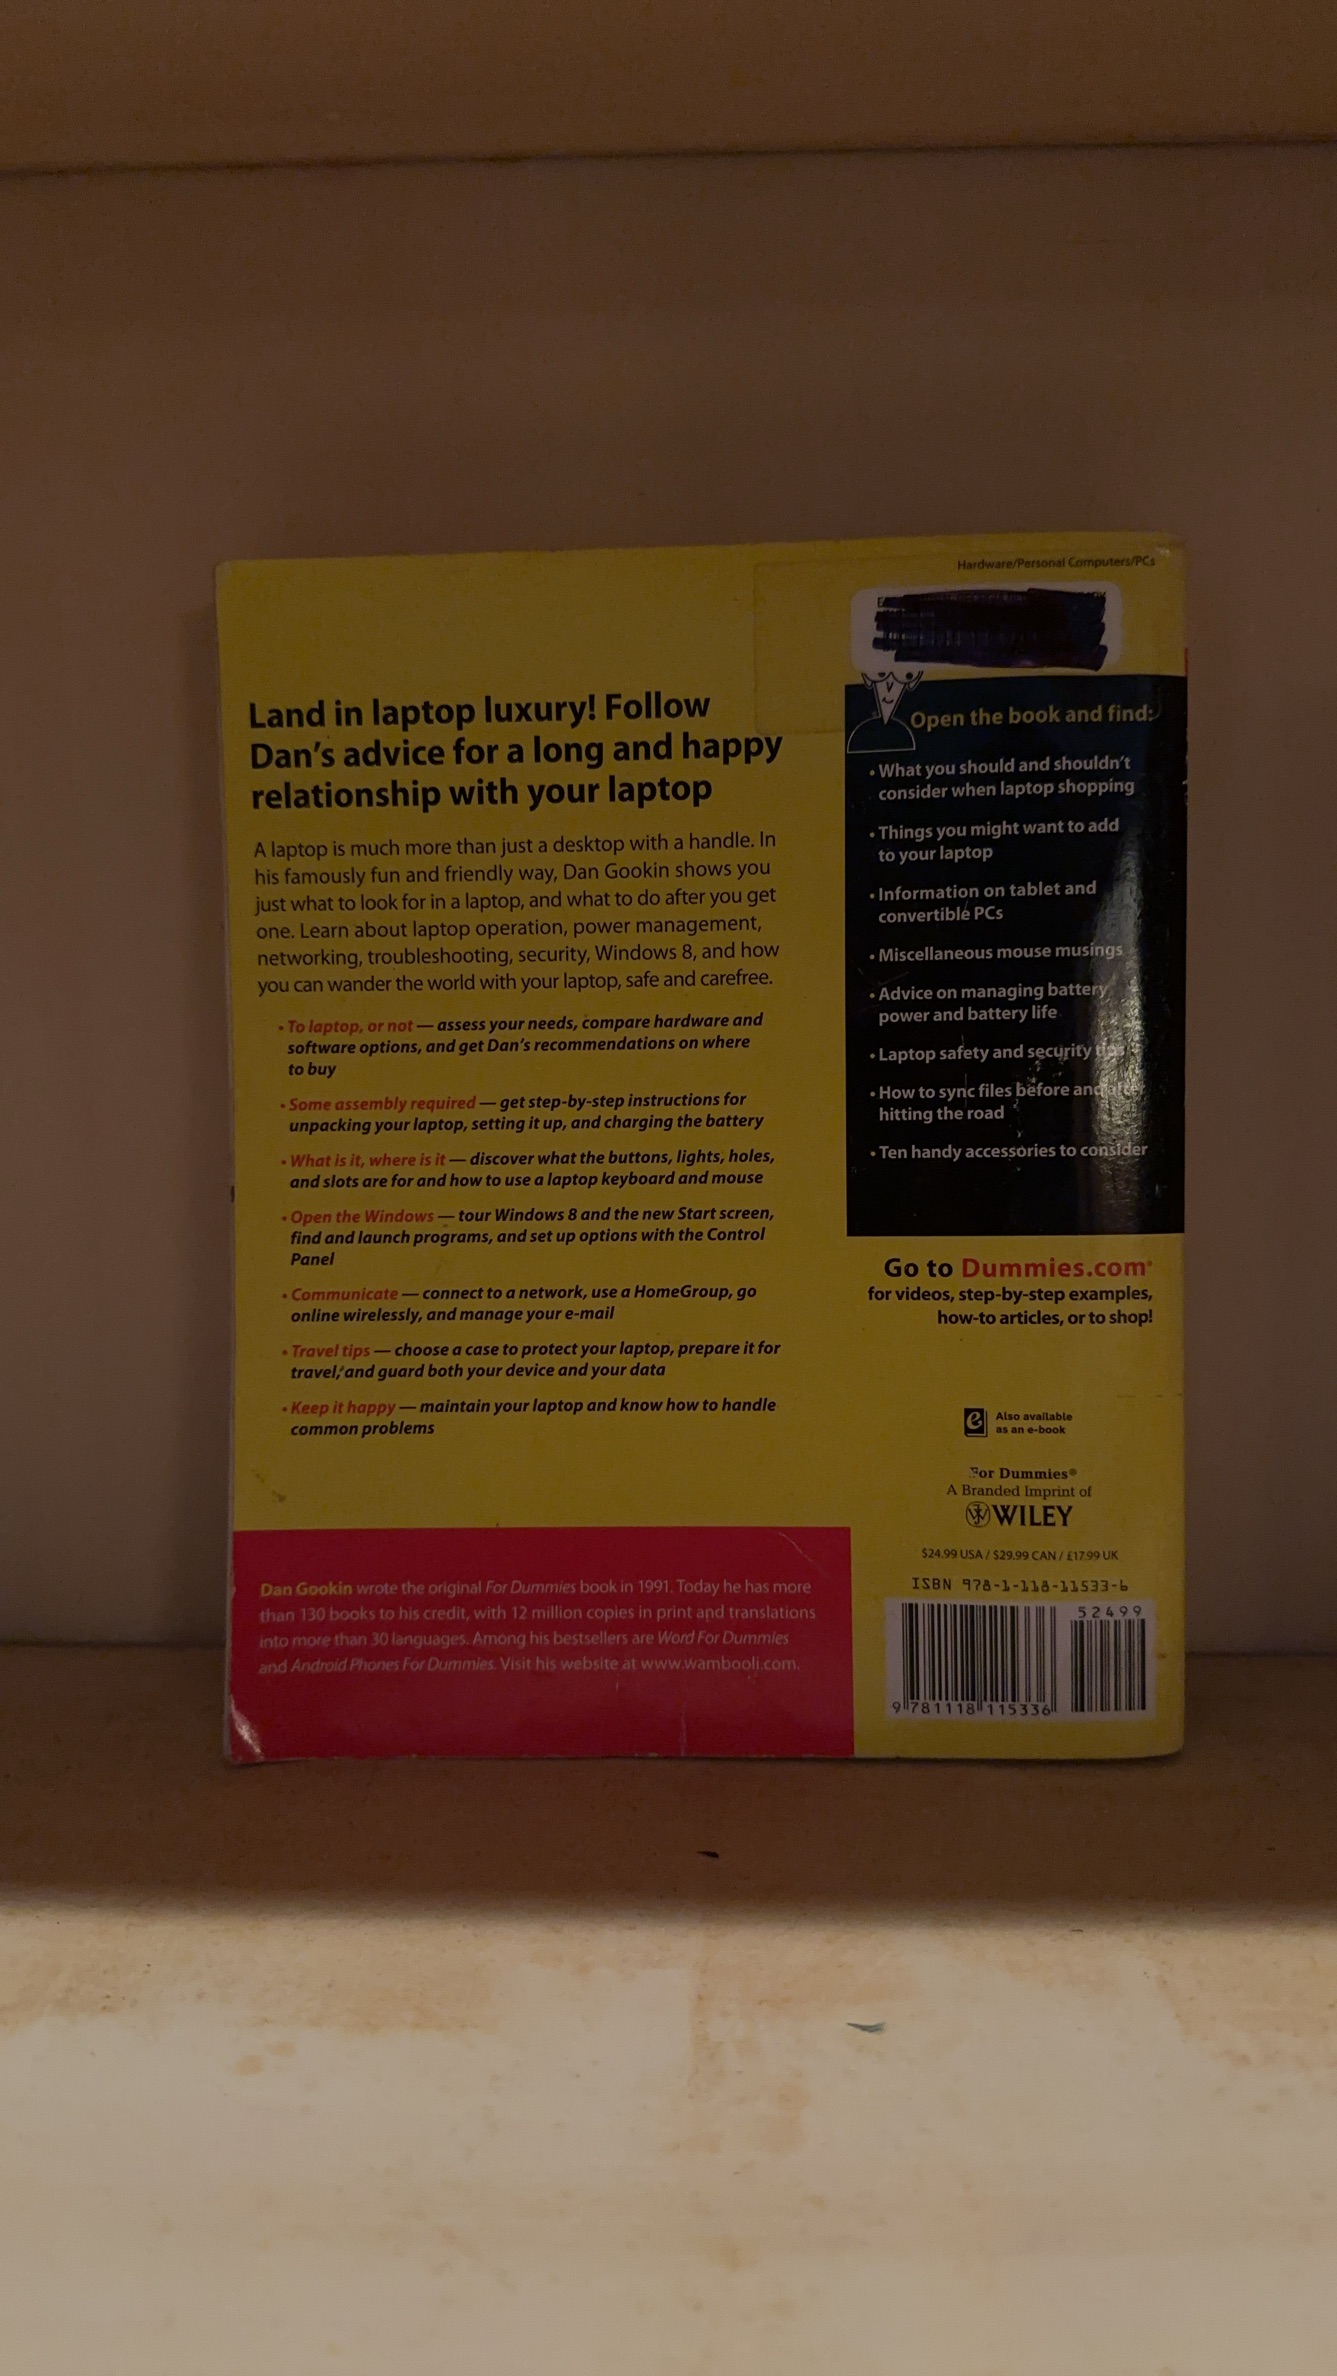 Hardware/Personal Computers/PCs
Land in laptop luxury! Follow
Dan's advice for a long and happy
relationship with your laptop
A laptop is much more than just a desktop with a handle. In
his famously fun and friendly way, Dan Gookin shows you
just what to look for in a laptop, and what to do after you get
one. Learn about laptop operation, power management,
networking, troubleshooting, security, Windows 8, and how
you can wander the world with your laptop, safe and carefree.
• To laptop, or not — assess your needs, compare hardware and
software options, and get Dan's recommendations on where
to buy
• Some assembly required — get step-by-step instructions for
unpacking your laptop, setting it up, and charging the battery
• What is it, where is it — discover what the buttons, lights, holes,
and slots are for and how to use a laptop keyboard and mouse
• Open the Windows — tour Windows 8 and the new Start screen,
find and launch programs, and set up options with the Control
Panel
• Communicate — connect to a network, use a HomeGroup, go
online wirelessly, and manage your e-mail
• Travel tips — choose a case to protect your laptop, prepare it for
travel, and guard both your device and your data
• Keep it happy — maintain your laptop and know how to handle
common problems
Dan Gookin wrote the original For Dummies book in 1991. Today he has more
than 130 books to his credit, with 12 million copies in print and translations
into more than 30 languages. Among his bestsellers are Word For Dummies
and Android Phones For Dummies. Visit his website at www.wambooli.com.
Open the book and find:
• What you should and shouldn't
consider when laptop shopping
• Things you might want to add
to your laptop
• Information on tablet and
convertible PCs
• Miscellaneous mouse musings
• Advice on managing battery
power and battery life
• Laptop safety and security tips
• How to sync files before and after
hitting the road
• Ten handy accessories to consider
Go to Dummies.com®
for videos, step-by-step examples,
how-to articles, or to shop!
e Also available
as an e-book
For Dummies®
A Branded Imprint of
WILEY
$24.99 USA / $29.99 CAN / £17.99 UK
ISBN 978-1-118-11533-6
52499
9 781118 115336